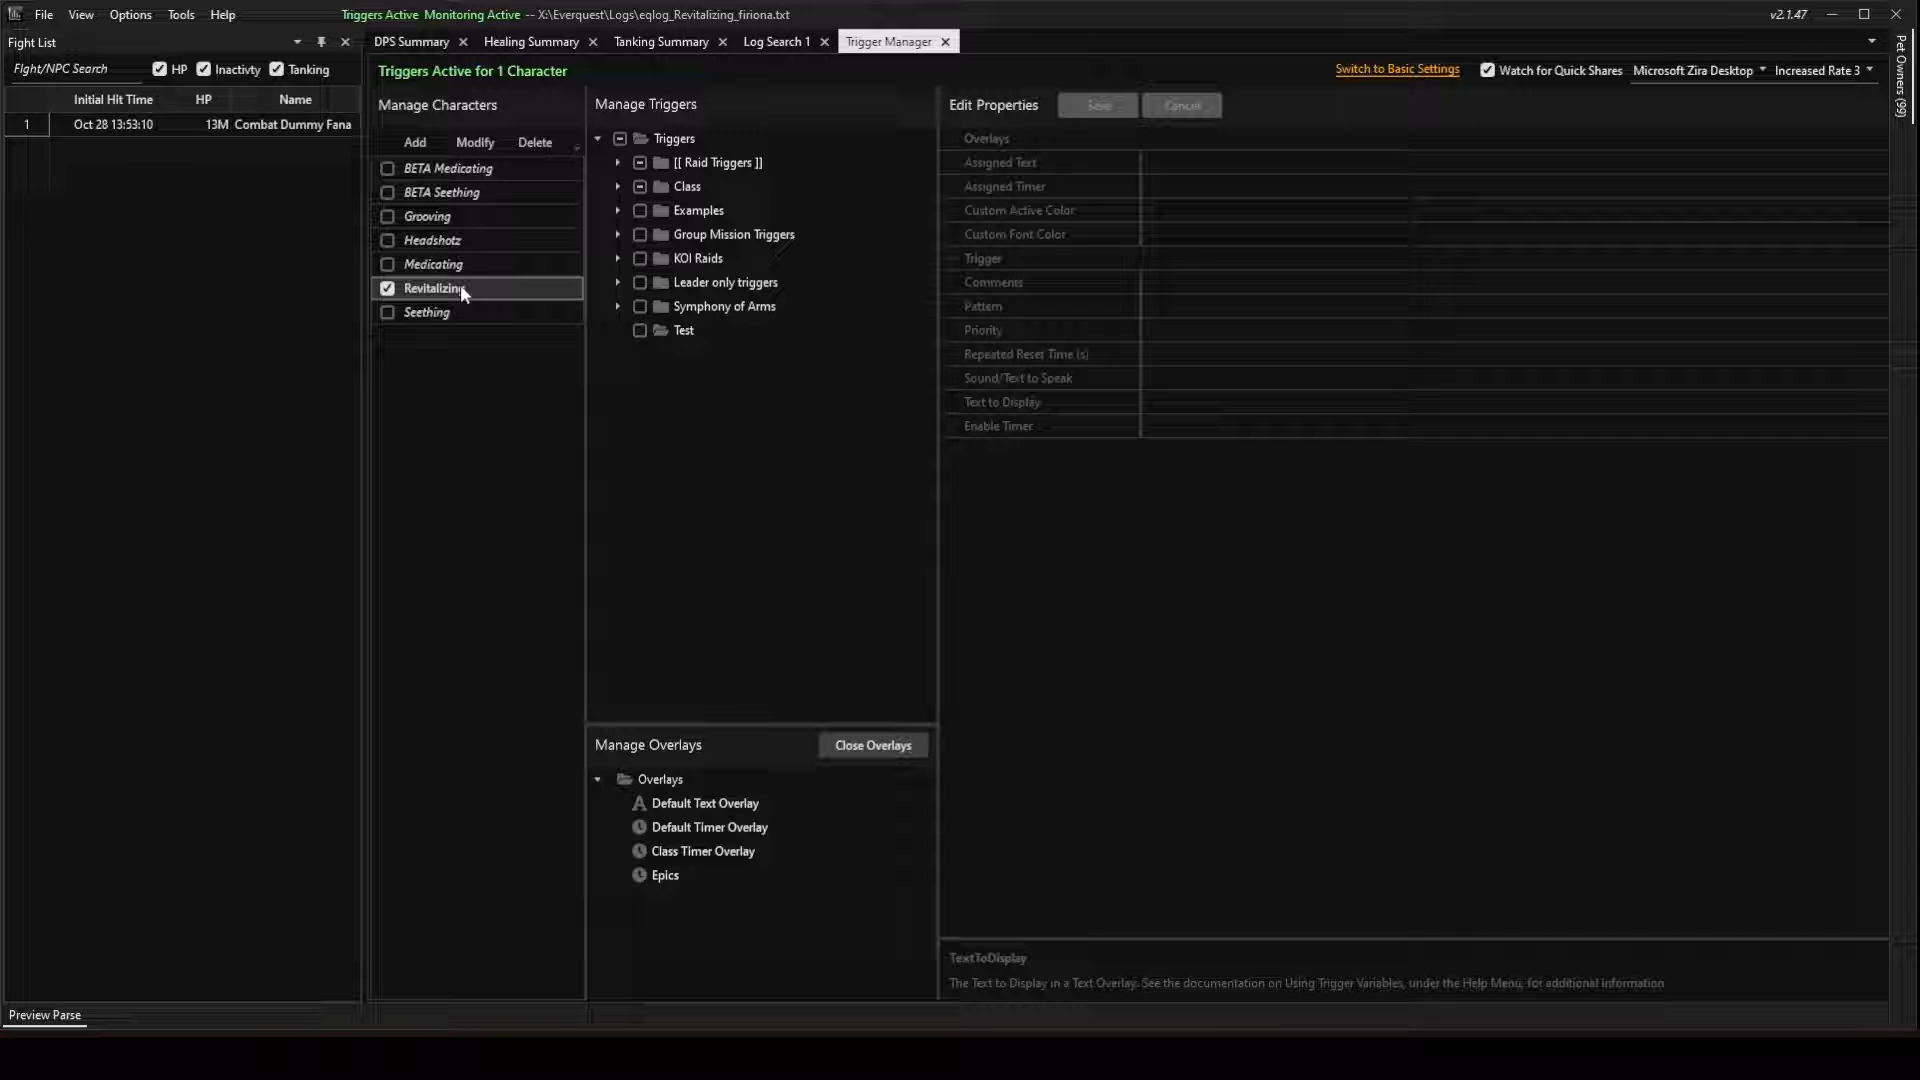 File View Options Tools Help Triggers Active Monitoring Active -- X:\Everquest\Logs\eqlog_Revitalizing_firiona.txt v2.1.47
Fight List
DPS Summary Healing Summary Tanking Summary Log Search 1 Trigger Manager
Fight/NPC Search HP Inactivty Tanking
Triggers Active for 1 Character
Switch to Basic Settings Watch for Quick Shares Microsoft Zira Desktop Increased Rate 3
Pet Owners (99)
Initial Hit Time HP Name
1 Oct 28 13:53:10 13M Combat Dummy Fana
Manage Characters
Add Modify Delete
BETA Medicating
BETA Seething
Grooving
Headshotz
Medicating
Revitalizing
Seething
Manage Triggers
Triggers
[[ Raid Triggers ]]
Class
Examples
Group Mission Triggers
KOI Raids
Leader only triggers
Symphony of Arms
Test
Manage Overlays Close Overlays
Overlays
Default Text Overlay
Default Timer Overlay
Class Timer Overlay
Epics
Edit Properties Save Cancel
Overlays
Assigned Text
Assigned Timer
Custom Active Color
Custom Font Color
Trigger
Comments
Pattern
Priority
Repeated Reset Time (s)
Sound/Text to Speak
Text to Display
Enable Timer
TextToDisplay
The Text to Display in a Text Overlay. See the documentation on Using Trigger Variables, under the Help Menu, for additional information
Preview Parse